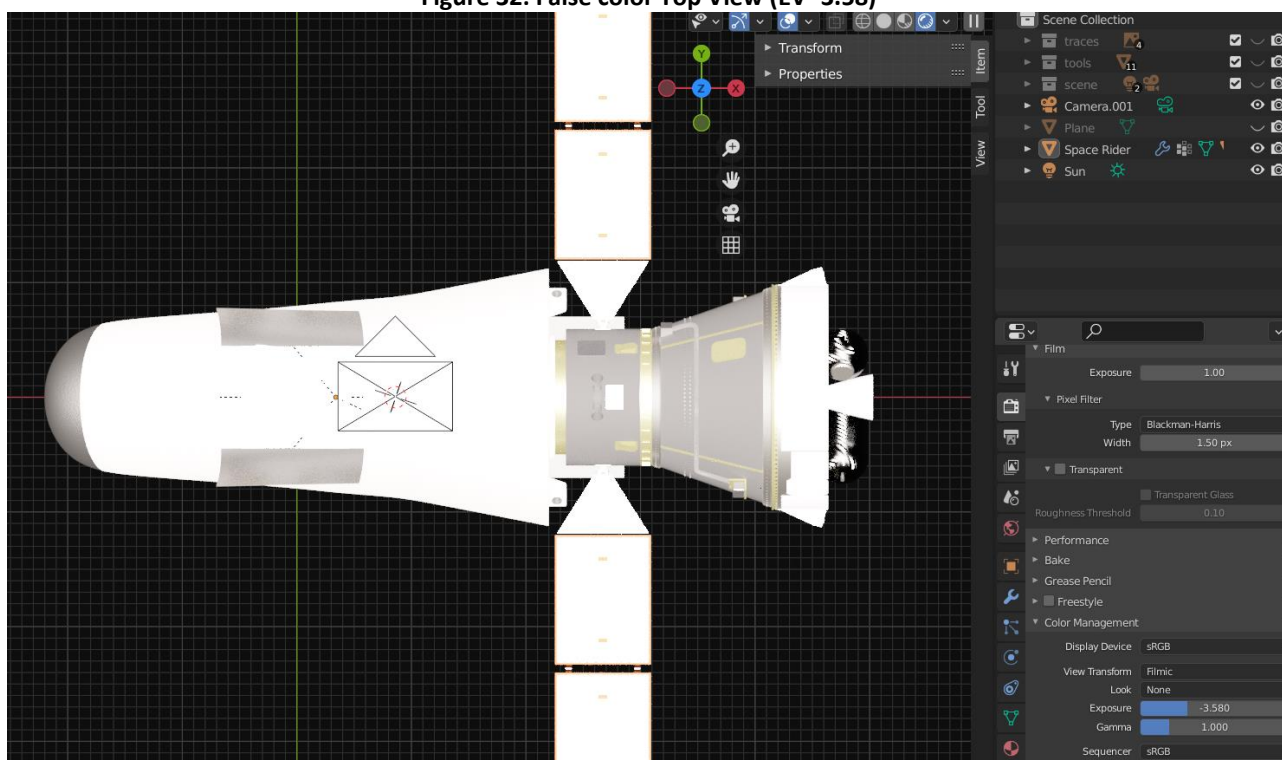 Figure 52. False color Top View (EV -3.58)
Transform
Properties
Item
Tool
View
Y
Z
X
Scene Collection
traces 4
tools 11
scene 2
Camera.001
Plane
Space Rider
Sun
Film
Exposure 1.00
Pixel Filter
Type Blackman-Harris
Width 1.50 px
Transparent
Transparent Glass
Roughness Threshold 0.10
Performance
Bake
Grease Pencil
Freestyle
Color Management
Display Device sRGB
View Transform Filmic
Look None
Exposure -3.580
Gamma 1.000
Sequencer sRGB